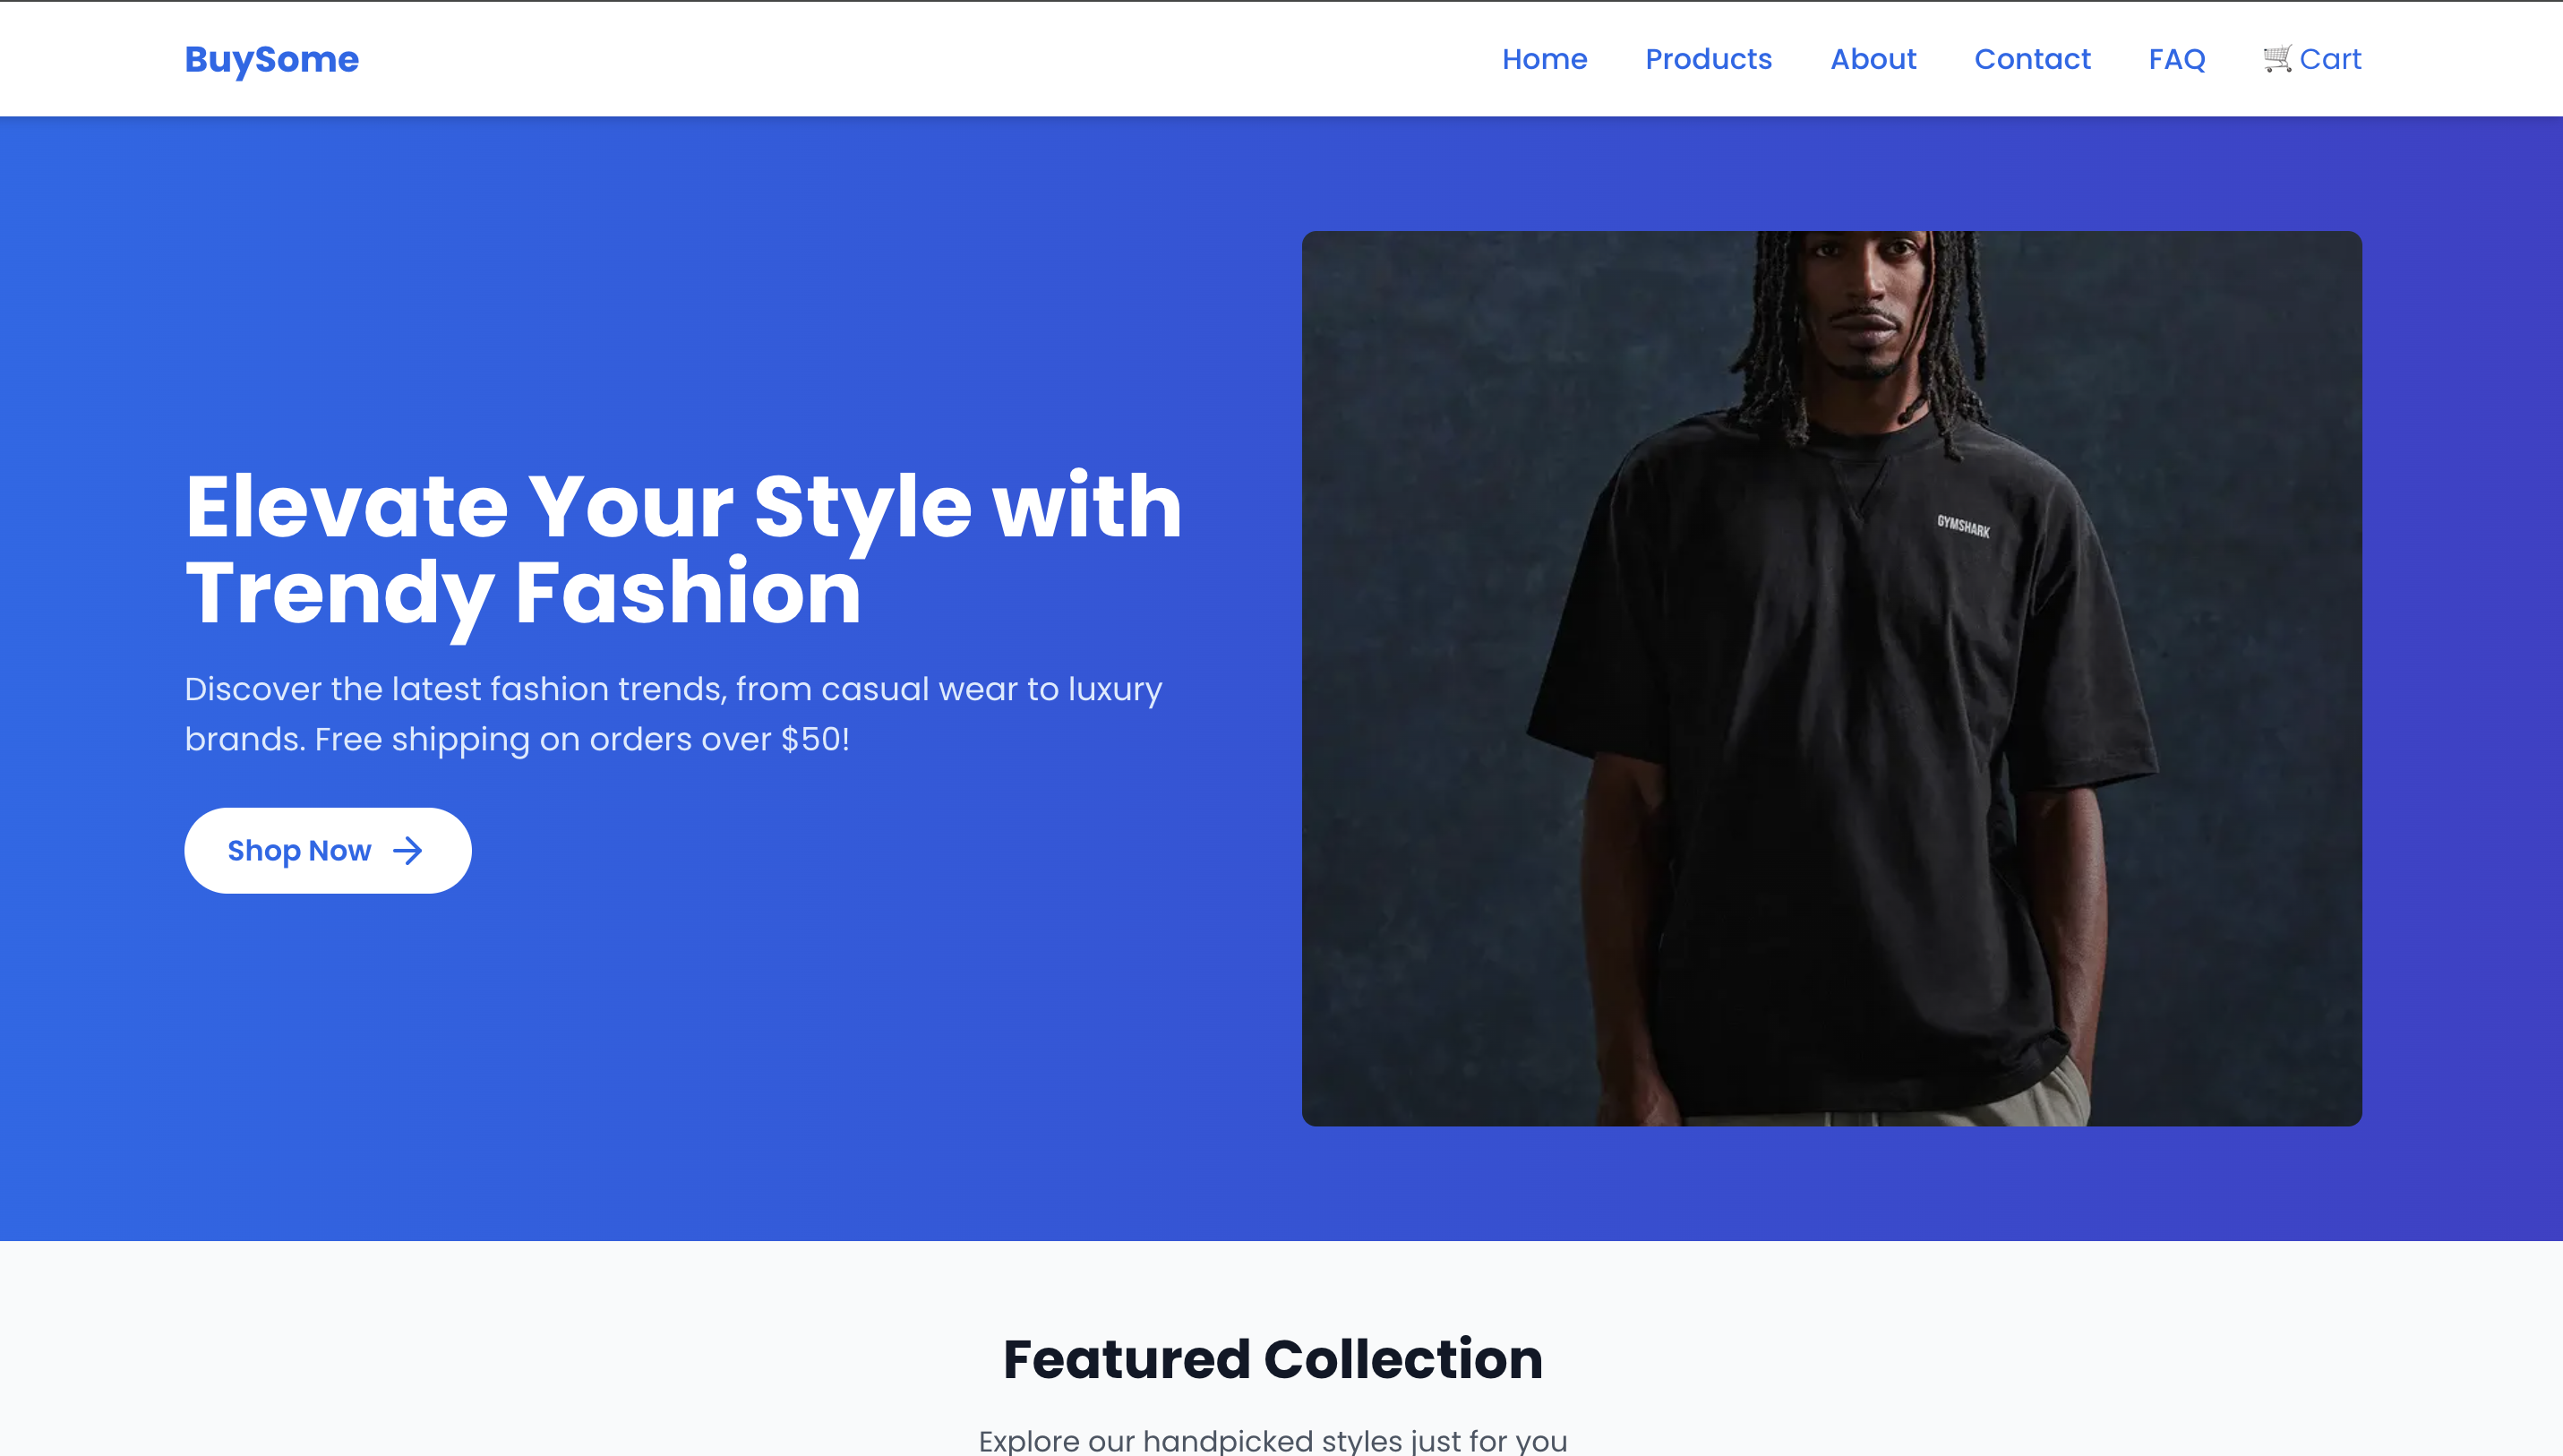 BuySome
Home Products About Contact FAQ 🛒 Cart
Elevate Your Style with
Trendy Fashion
Discover the latest fashion trends, from casual wear to luxury
brands. Free shipping on orders over $50!
Shop Now →
GYMSHARK
Featured Collection
Explore our handpicked styles just for you